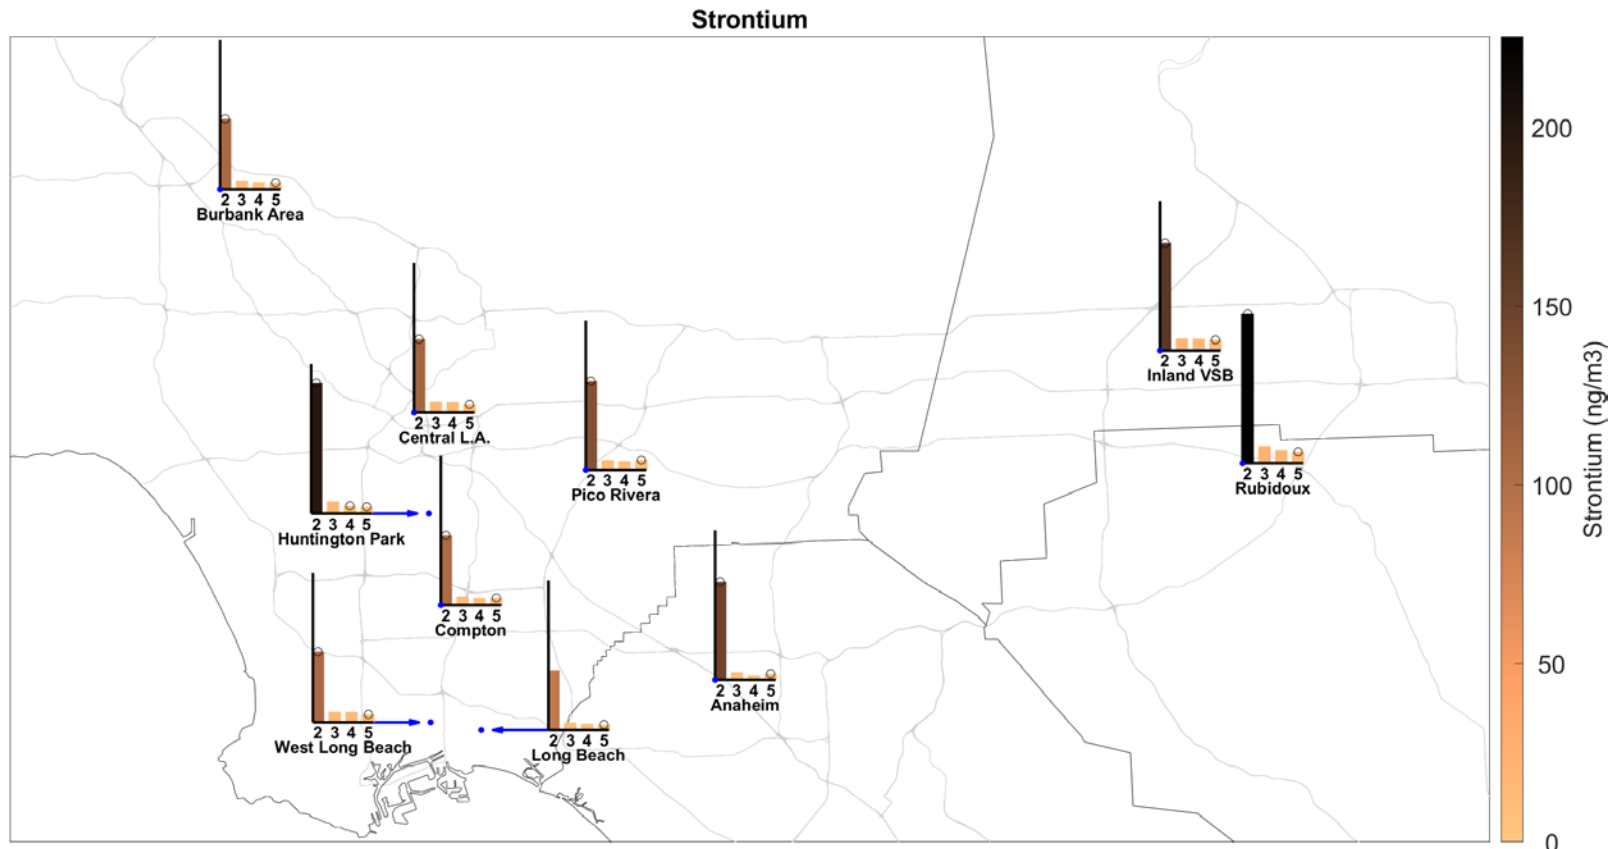 Strontium
2 3 4 5
Burbank Area
2 3 4 5
Central L.A.
2 3 4 5
Huntington Park
2 3 4 5
Pico Rivera
2 3 4 5
Inland VSB
2 3 4 5
Rubidoux
2 3 4 5
Compton
2 3 4 5
West Long Beach
2 3 4 5
Long Beach
2 3 4 5
Anaheim
200
150
100
50
0
Strontium (ng/m3)